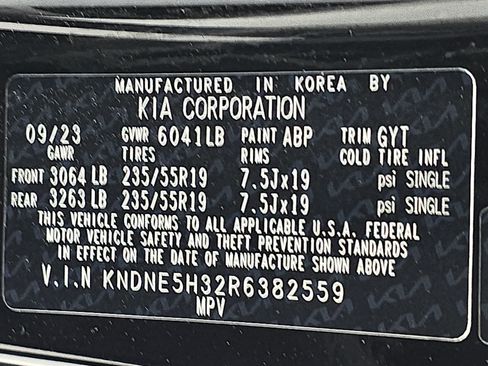 MANUFACTURED IN KOREA BY
KIA CORPORATION
09/23 GVWR 6041LB PAINT ABP TRIM GYT
GAWR TIRES RIMS COLD TIRE INFL
FRONT 3064 LB 235/55R19 7.5Jx19 psi SINGLE
REAR 3263 LB 235/55R19 7.5Jx19 psi SINGLE
THIS VEHICLE CONFORMS TO ALL APPLICABLE U.S.A. FEDERAL
MOTOR VEHICLE SAFETY AND THEFT PREVENTION STANDARDS
IN EFFECT ON THE DATE OF MANUFACTURE SHOWN ABOVE
V.I.N KNDNE5H32R6382559
MPV